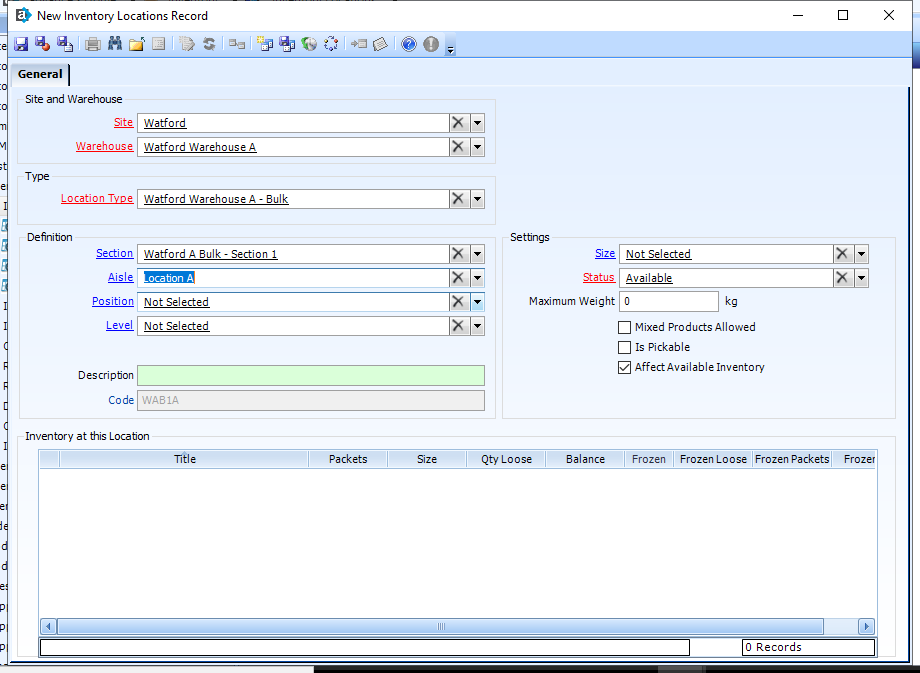 New Inventory Locations Record
General
Site and Warehouse
Site Watford
Warehouse Watford Warehouse A
Type
Location Type Watford Warehouse A - Bulk
Definition
Section Watford A Bulk - Section 1
Aisle Location A
Position Not Selected
Level Not Selected
Description
Code WAB1A
Settings
Size Not Selected
Status Available
Maximum Weight 0 kg
Mixed Products Allowed
Is Pickable
Affect Available Inventory
Inventory at this Location
Title Packets Size Qty Loose Balance Frozen Frozen Loose Frozen Packets Frozen
0 Records